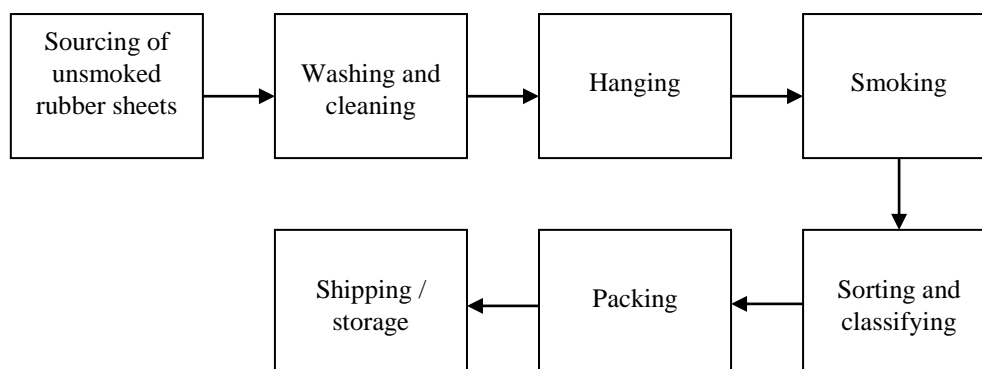 Sourcing of
unsmoked
rubber sheets
Washing and
cleaning
Hanging
Smoking
Sorting and
classifying
Packing
Shipping /
storage